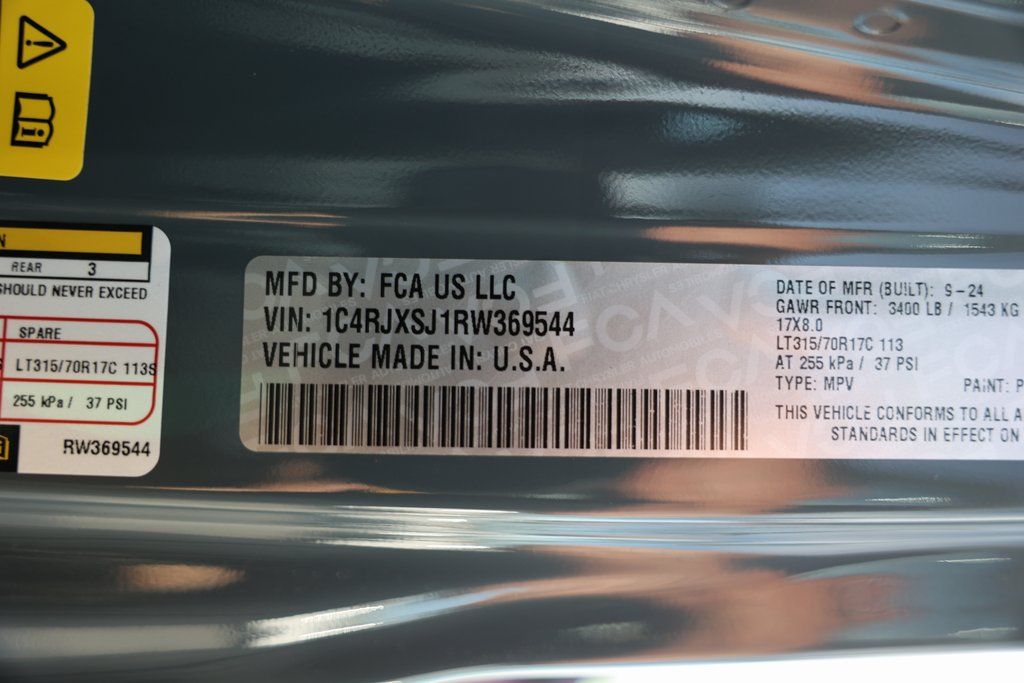 N
REAR 3
SHOULD NEVER EXCEED
SPARE
LT315/70R17C 113S
255 kPa / 37 PSI
RW369544
MFD BY: FCA US LLC
VIN: 1C4RJXSJ1RW369544
VEHICLE MADE IN: U.S.A.
DATE OF MFR (BUILT): 9-24
GAWR FRONT: 3400 LB / 1543 KG
17X8.0
LT315/70R17C 113
AT 255 kPa / 37 PSI
TYPE: MPV PAINT: P
THIS VEHICLE CONFORMS TO ALL A
STANDARDS IN EFFECT ON